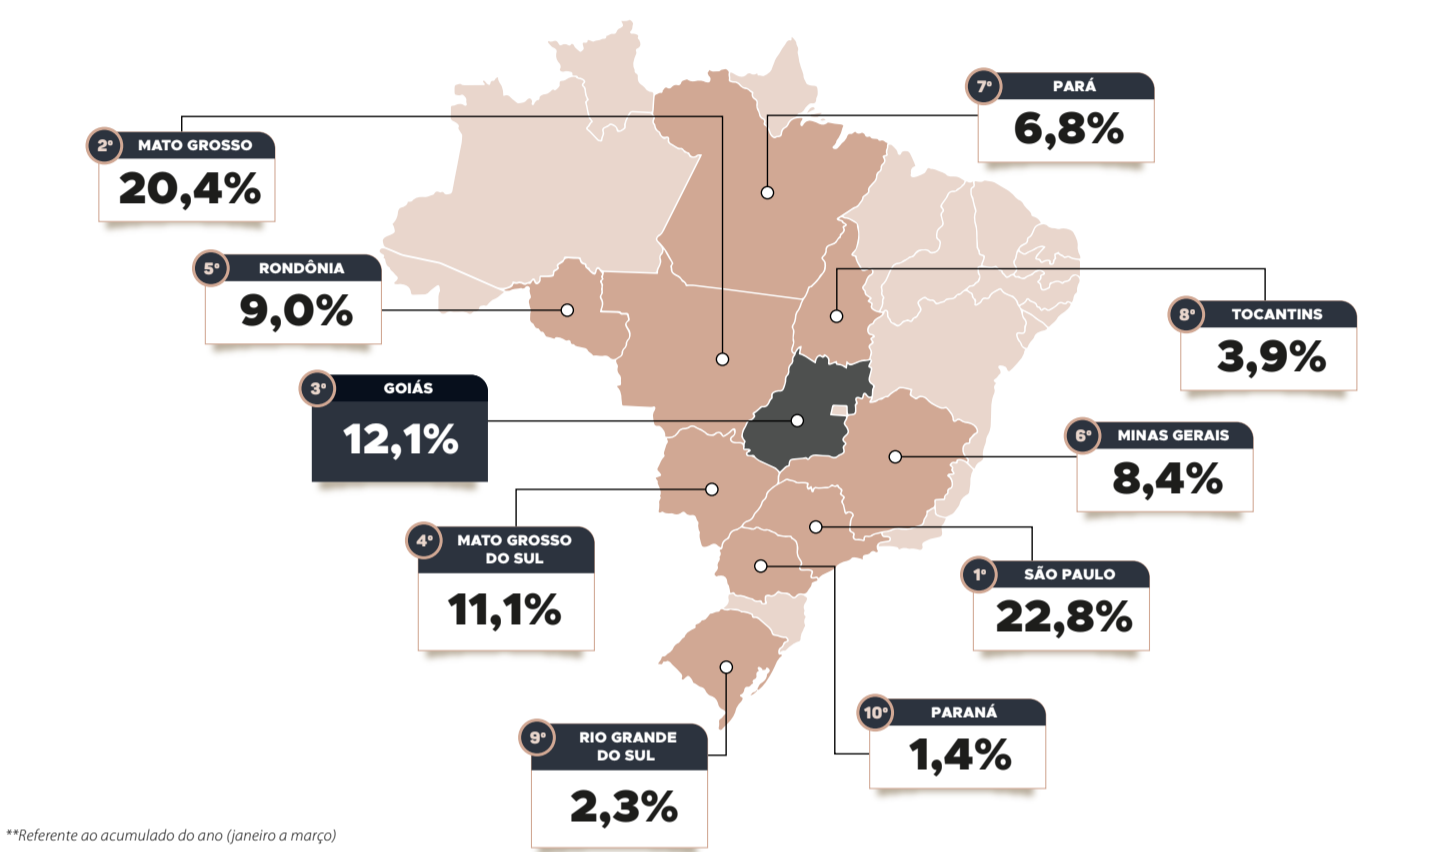 7º PARÁ
6,8%
2º MATO GROSSO
20,4%
5º RONDÔNIA
9,0%
8º TOCANTINS
3,9%
3º GOIÁS
12,1%
6º MINAS GERAIS
8,4%
4º MATO GROSSO
DO SUL
11,1%
1º SÃO PAULO
22,8%
10º PARANÁ
1,4%
9º RIO GRANDE
DO SUL
2,3%
**Referente ao acumulado do ano (janeiro a março)